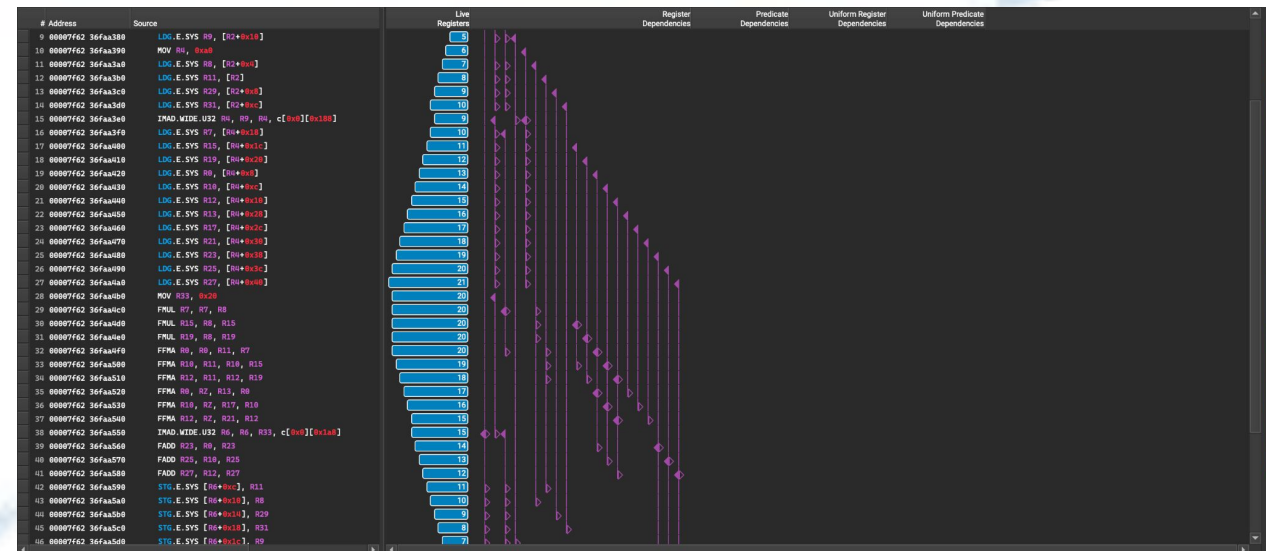 Live Registers Register Dependencies Predicate Dependencies Uniform Register Dependencies Uniform Predicate Dependencies
# Address Source
9 00007f62 36faa380 LDG.E.SYS R9, [R2+0x10] 5
10 00007f62 36faa390 MOV R4, 0xa0 6
11 00007f62 36faa3a0 LDG.E.SYS R8, [R2+0x4] 7
12 00007f62 36faa3b0 LDG.E.SYS R11, [R2] 8
13 00007f62 36faa3c0 LDG.E.SYS R29, [R2+0x8] 9
14 00007f62 36faa3d0 LDG.E.SYS R31, [R2+0xc] 10
15 00007f62 36faa3e0 IMAD.WIDE.U32 R4, R9, R4, c[0x0][0x188] 9
16 00007f62 36faa3f0 LDG.E.SYS R7, [R4+0x18] 10
17 00007f62 36faa400 LDG.E.SYS R15, [R4+0x1c] 11
18 00007f62 36faa410 LDG.E.SYS R19, [R4+0x20] 12
19 00007f62 36faa420 LDG.E.SYS R0, [R4+0x8] 13
20 00007f62 36faa430 LDG.E.SYS R10, [R4+0xc] 14
21 00007f62 36faa440 LDG.E.SYS R12, [R4+0x10] 15
22 00007f62 36faa450 LDG.E.SYS R13, [R4+0x28] 16
23 00007f62 36faa460 LDG.E.SYS R17, [R4+0x2c] 17
24 00007f62 36faa470 LDG.E.SYS R21, [R4+0x30] 18
25 00007f62 36faa480 LDG.E.SYS R23, [R4+0x38] 19
26 00007f62 36faa490 LDG.E.SYS R25, [R4+0x3c] 20
27 00007f62 36faa4a0 LDG.E.SYS R27, [R4+0x40] 21
28 00007f62 36faa4b0 MOV R33, 0x20 20
29 00007f62 36faa4c0 FMUL R7, R7, R8 20
30 00007f62 36faa4d0 FMUL R15, R8, R15 20
31 00007f62 36faa4e0 FMUL R19, R8, R19 20
32 00007f62 36faa4f0 FFMA R0, R0, R11, R7 20
33 00007f62 36faa500 FFMA R10, R11, R10, R15 19
34 00007f62 36faa510 FFMA R12, R11, R12, R19 18
35 00007f62 36faa520 FFMA R0, RZ, R13, R0 17
36 00007f62 36faa530 FFMA R10, RZ, R17, R10 16
37 00007f62 36faa540 FFMA R12, RZ, R21, R12 15
38 00007f62 36faa550 IMAD.WIDE.U32 R6, R6, R33, c[0x0][0x1a8] 15
39 00007f62 36faa560 FADD R23, R0, R23 14
40 00007f62 36faa570 FADD R25, R10, R25 13
41 00007f62 36faa580 FADD R27, R12, R27 12
42 00007f62 36faa590 STG.E.SYS [R6+0xc], R11 11
43 00007f62 36faa5a0 STG.E.SYS [R6+0x10], R8 10
44 00007f62 36faa5b0 STG.E.SYS [R6+0x14], R29 9
45 00007f62 36faa5c0 STG.E.SYS [R6+0x18], R31 8
46 00007f62 36faa5d0 STG.E.SYS [R6+0x1c], R9 7